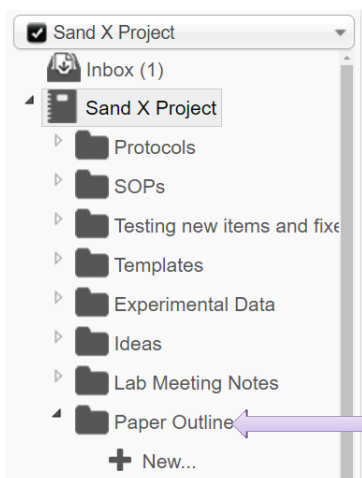 Sand X Project
Inbox (1)
Sand X Project
Protocols
SOPs
Testing new items and fixe
Templates
Experimental Data
Ideas
Lab Meeting Notes
Paper Outline
New...